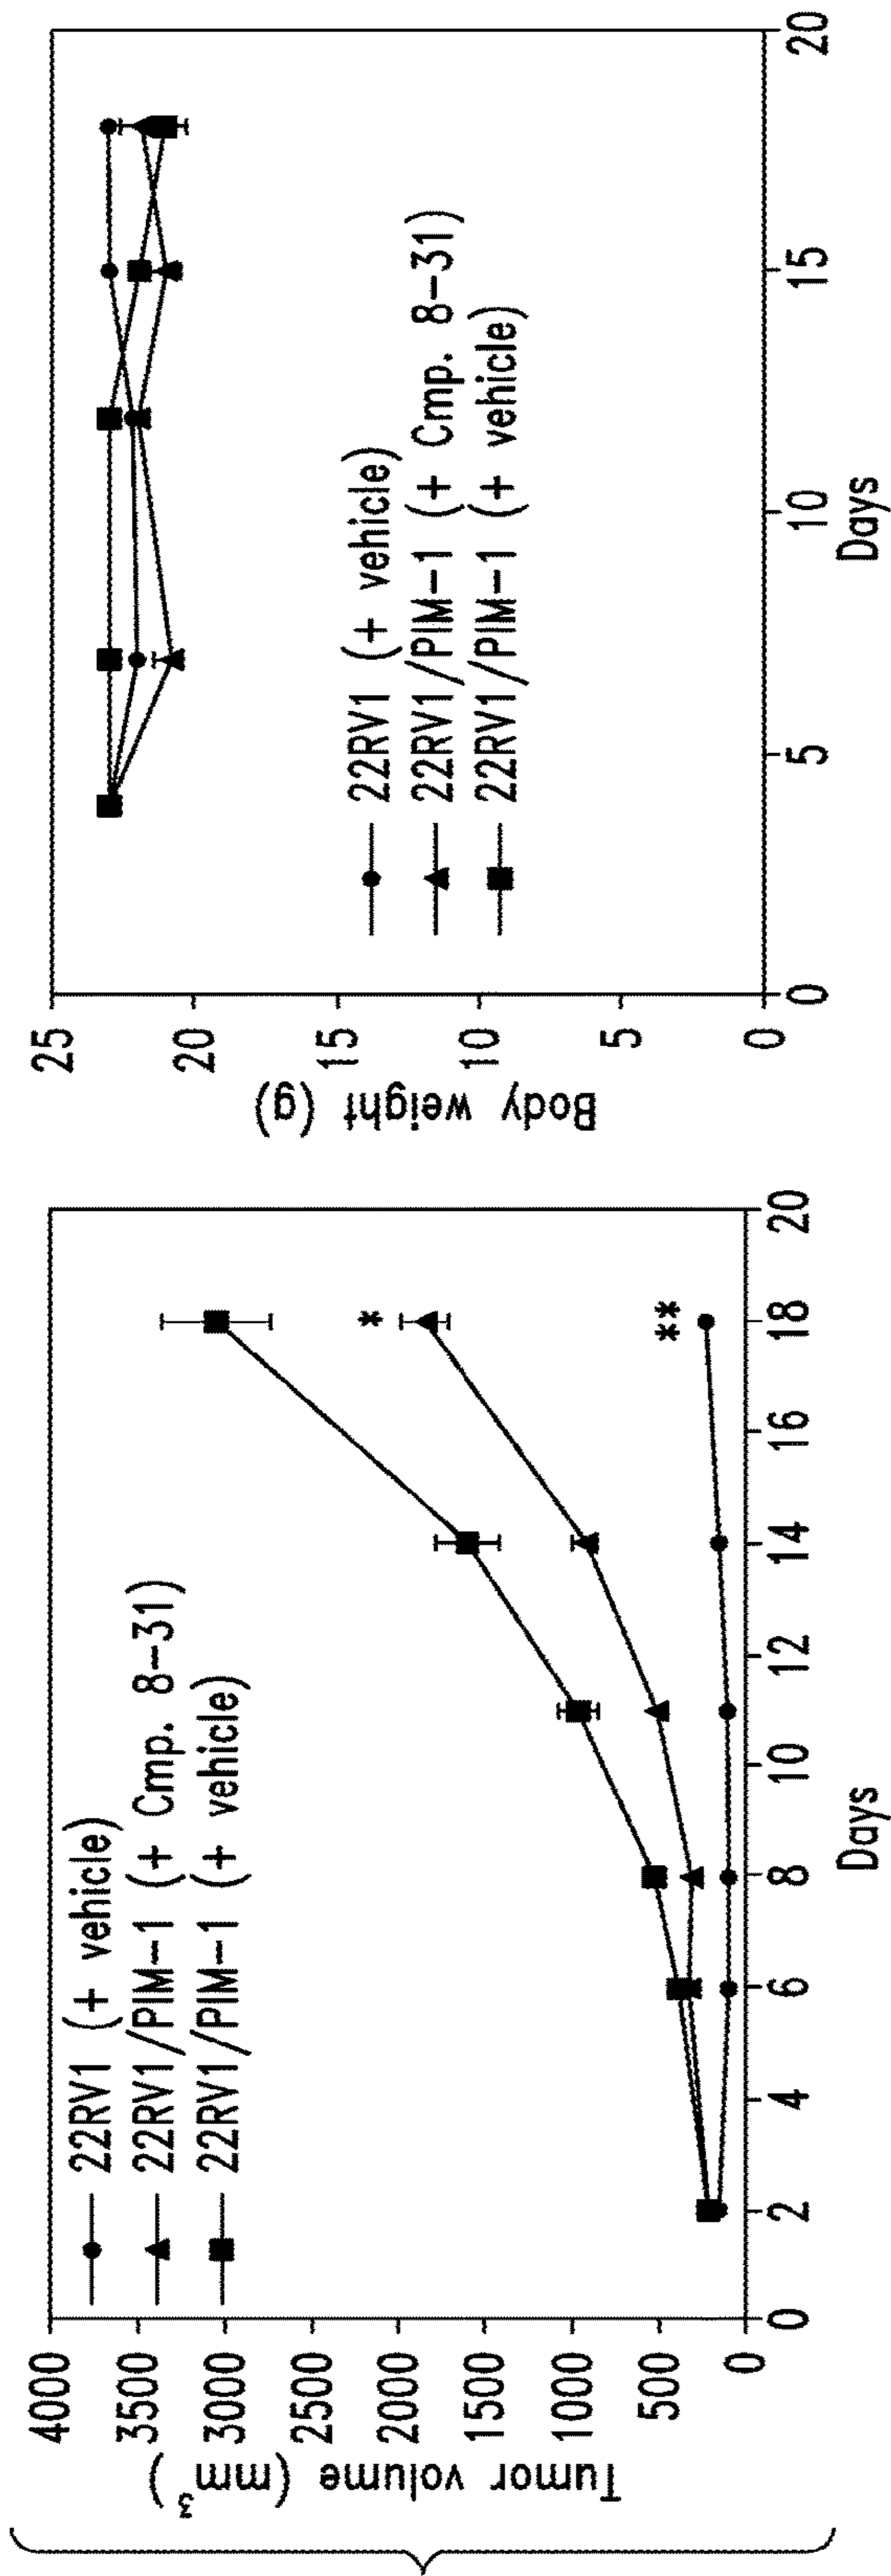 4000
3500
3000
2500
2000
1500
1000
500
0
Tumor volume (mm³)
22RV1 (+ vehicle)
22RV1/PIM-1 (+ Cmp. 8-31)
22RV1/PIM-1 (+ vehicle)
*
**
0 2 4 6 8 10 12 14 16 18 20
Days
25
20
15
10
5
0
Body weight (g)
22RV1 (+ vehicle)
22RV1/PIM-1 (+ Cmp. 8-31)
22RV1/PIM-1 (+ vehicle)
0 5 10 15 20
Days